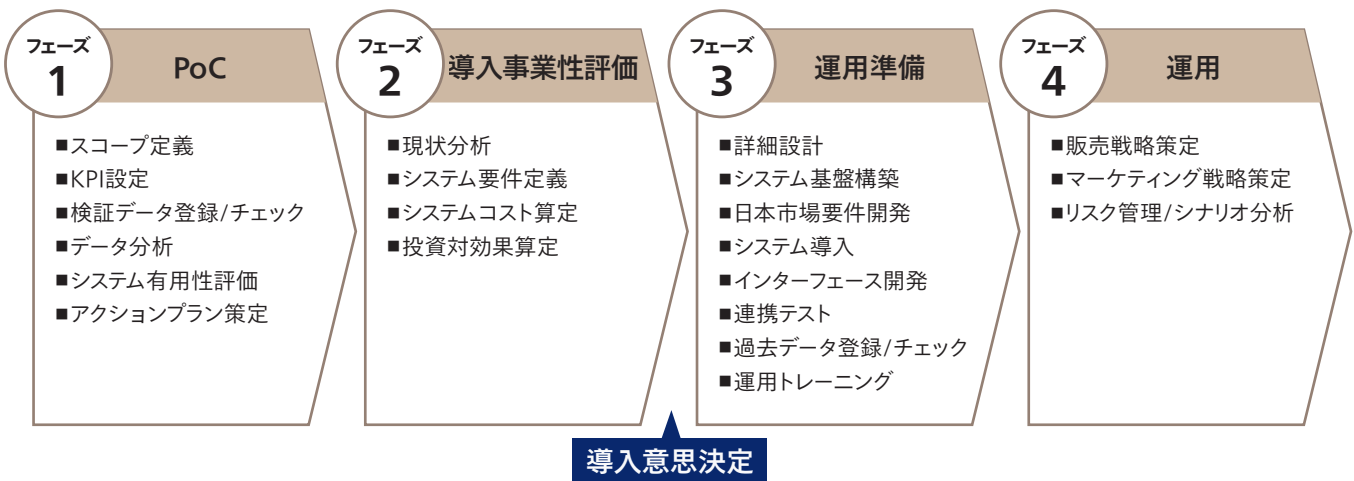 フェーズ
1
PoC
■スコープ定義
■KPI設定
■検証データ登録/チェック
■データ分析
■システム有用性評価
■アクションプラン策定
フェーズ
2
導入事業性評価
■現状分析
■システム要件定義
■システムコスト算定
■投資対効果算定
フェーズ
3
運用準備
■詳細設計
■システム基盤構築
■日本市場要件開発
■システム導入
■インターフェース開発
■連携テスト
■過去データ登録/チェック
■運用トレーニング
フェーズ
4
運用
■販売戦略策定
■マーケティング戦略策定
■リスク管理/シナリオ分析
導入意思決定